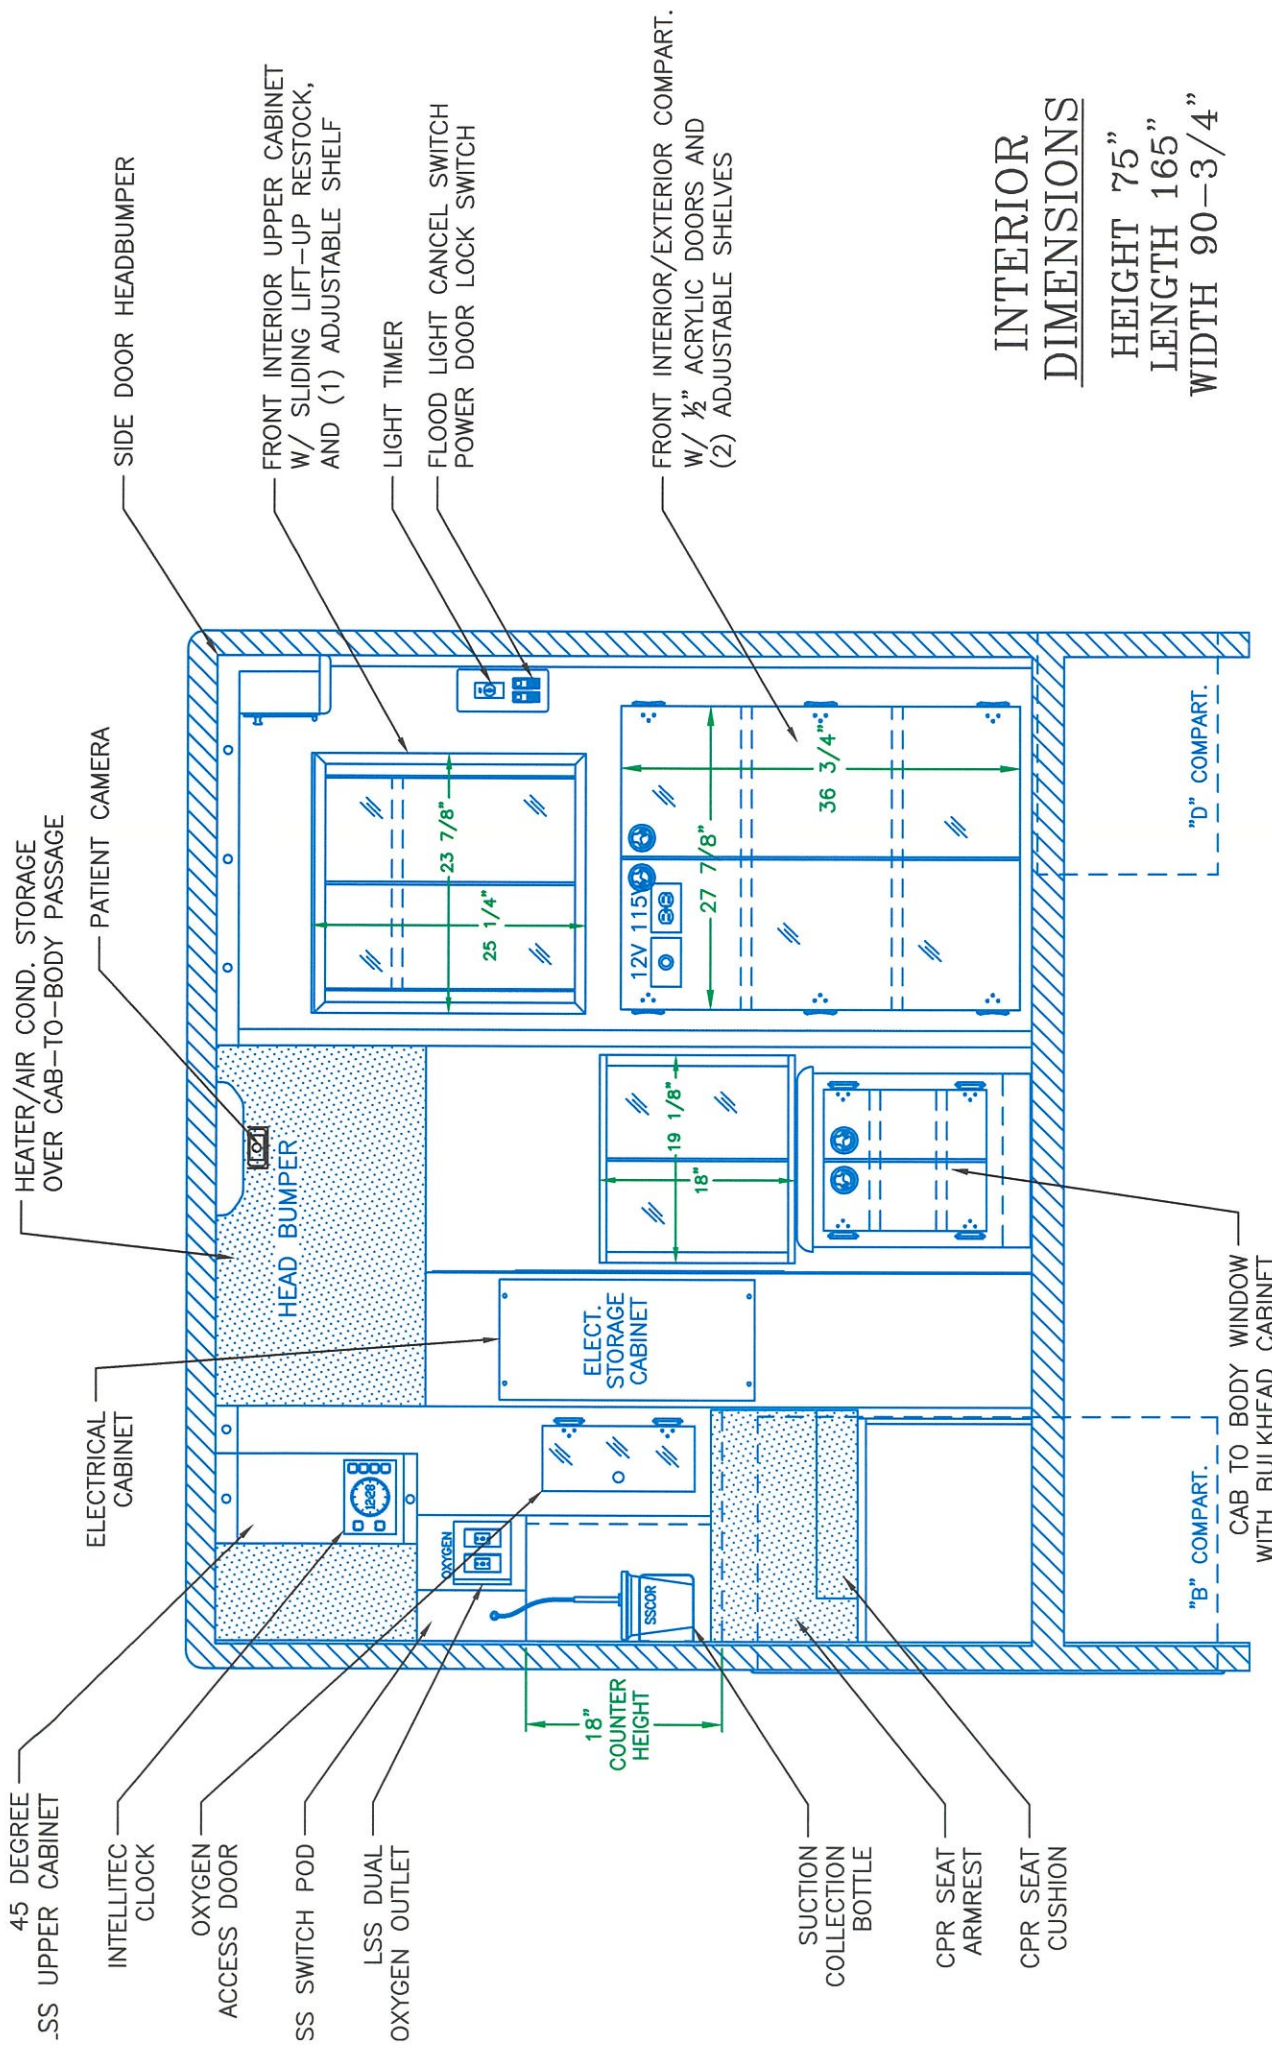 HEATER/AIR COND. STORAGE
OVER CAB-TO-BODY PASSAGE
PATIENT CAMERA
SIDE DOOR HEADBUMPER
FRONT INTERIOR UPPER CABINET
W/ SLIDING LIFT-UP RESTOCK,
AND (1) ADJUSTABLE SHELF
LIGHT TIMER
FLOOD LIGHT CANCEL SWITCH
POWER DOOR LOCK SWITCH
FRONT INTERIOR/EXTERIOR COMPART.
W/ ½" ACRYLIC DOORS AND
(2) ADJUSTABLE SHELVES
INTERIOR
DIMENSIONS
HEIGHT 75"
LENGTH 165"
WIDTH 90-3/4"
ELECTRICAL
CABINET
45 DEGREE
.SS UPPER CABINET
INTELLITEC
CLOCK
OXYGEN
ACCESS DOOR
SS SWITCH POD
LSS DUAL
OXYGEN OUTLET
SUCTION
COLLECTION
BOTTLE
CPR SEAT
ARMREST
CPR SEAT
CUSHION
CAB TO BODY WINDOW
WITH BULKHEAD CABINET
HEAD BUMPER
12:28
OXYGEN
SSCOR
ELECT.
STORAGE
CABINET
18"
COUNTER
HEIGHT
19 1/8"
18"
23 7/8"
25 1/4"
12V 115V
27 7/8"
36 3/4"
"B" COMPART.
"D" COMPART.